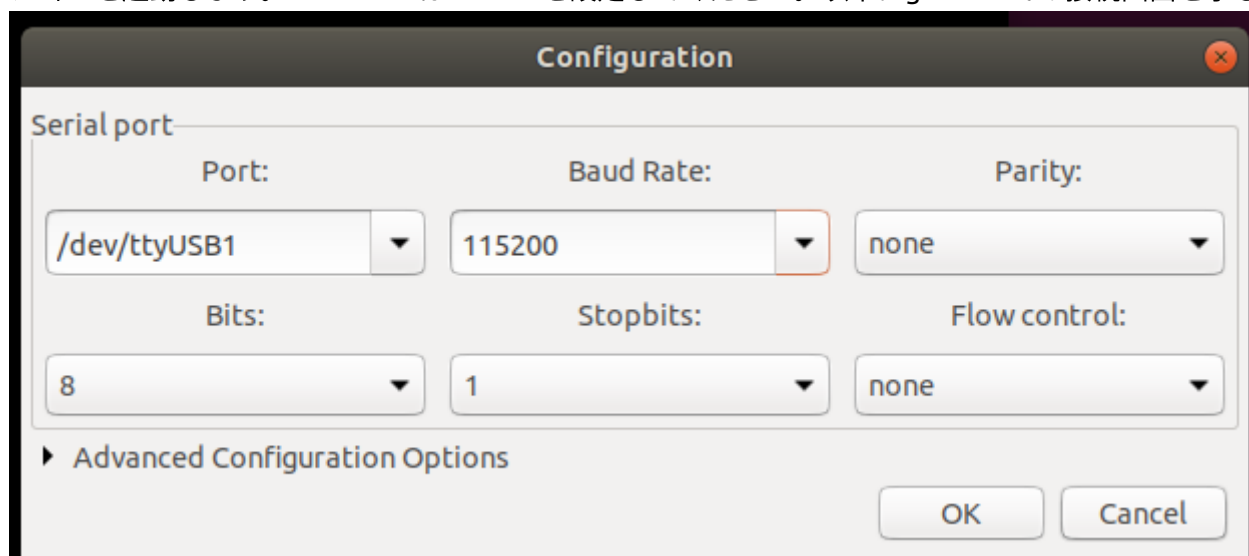 Configuration
Serial port
Port: Baud Rate: Parity:
/dev/ttyUSB1 115200 none
Bits: Stopbits: Flow control:
8 1 none
Advanced Configuration Options
OK Cancel